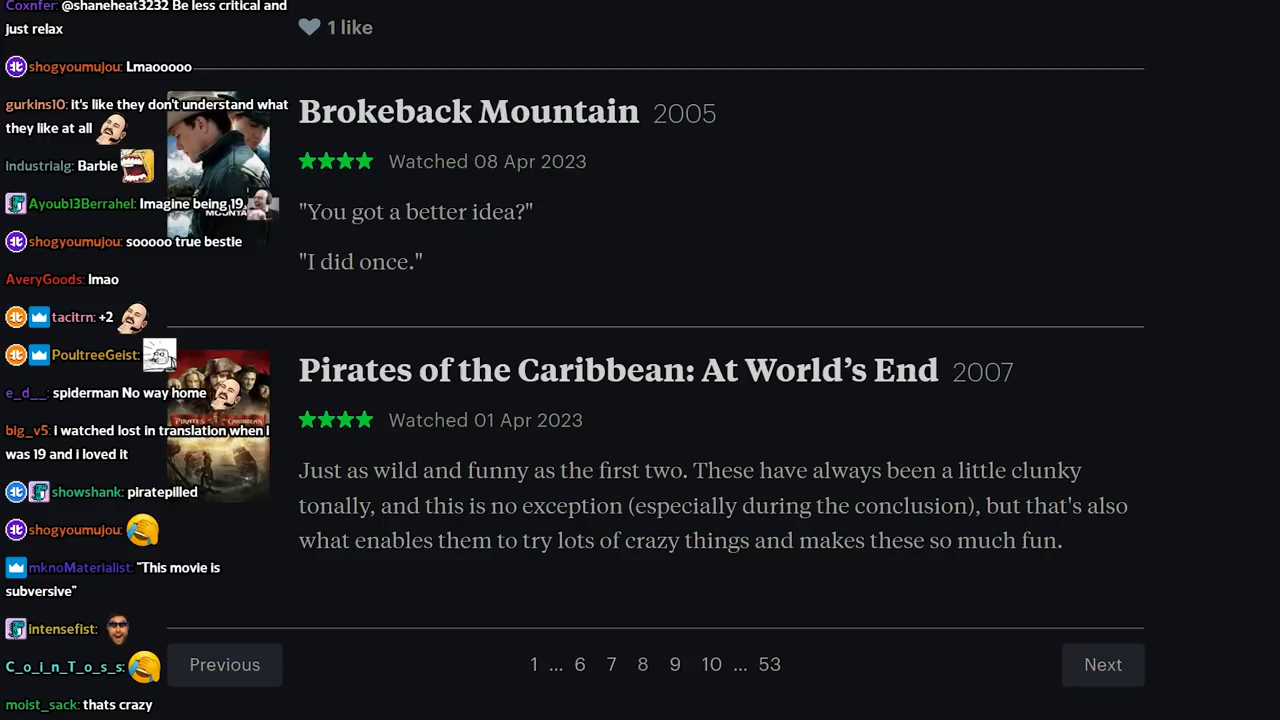 Coxnfer: @shaneheat3232 Be less critical and
just relax
shogyoumujou: Lmaooooo
gurkins10: it's like they don't understand what
they like at all
industrialg: Barbie
Ayoub13Berrahel: Imagine being 19,
shogyoumujou: sooooo true bestie
AveryGoods: lmao
tacitrn: +2
PoultreeGeist:
e_d__: spiderman No way home
big_v5: I watched lost in translation when i
was 19 and i loved it
showshank: piratepilled
shogyoumujou:
mknoMaterialist: "This movie is
subversive"
intensefist:
C_o_i_n_T_o_s_s:
moist_sack: thats crazy
1 like
Brokeback Mountain 2005
★★★★ Watched 08 Apr 2023
"You got a better idea?"
"I did once."
Pirates of the Caribbean: At World’s End 2007
★★★★ Watched 01 Apr 2023
Just as wild and funny as the first two. These have always been a little clunky
tonally, and this is no exception (especially during the conclusion), but that's also
what enables them to try lots of crazy things and makes these so much fun.
Previous
1 ... 6 7 8 9 10 ... 53
Next